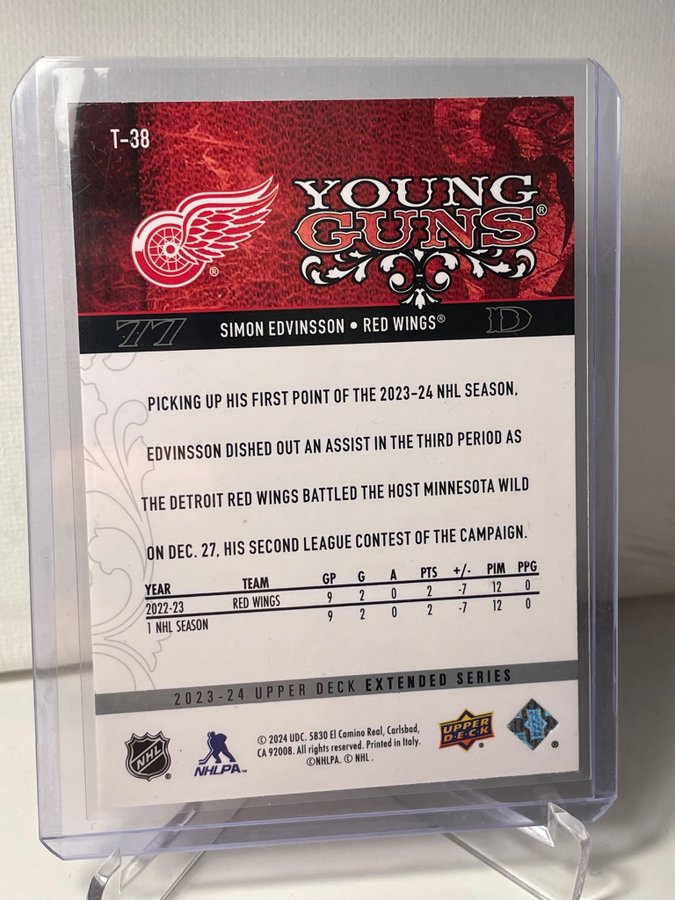 T-38
YOUNG
GUNS®
77 SIMON EDVINSSON • RED WINGS® D
PICKING UP HIS FIRST POINT OF THE 2023-24 NHL SEASON,
EDVINSSON DISHED OUT AN ASSIST IN THE THIRD PERIOD AS
THE DETROIT RED WINGS BATTLED THE HOST MINNESOTA WILD
ON DEC. 27, HIS SECOND LEAGUE CONTEST OF THE CAMPAIGN.
YEAR TEAM GP G A PTS +/- PIM PPG
2022-23 RED WINGS 9 2 0 2 -7 12 0
1 NHL SEASON 9 2 0 2 -7 12 0
2023-24 UPPER DECK EXTENDED SERIES
NHL
NHLPA™
© 2024 UDC. 5830 El Camino Real, Carlsbad,
CA 92008. All rights reserved. Printed in Italy.
©NHLPA. © NHL.
UPPER
DECK